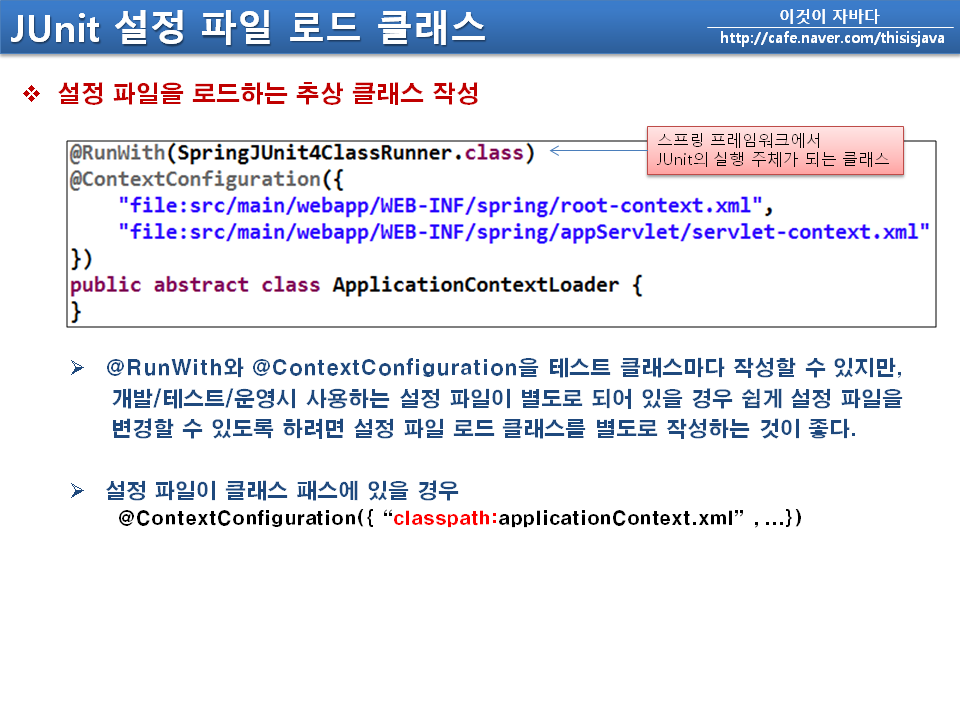 JUnit 설정 파일 로드 클래스
이것이 자바다
http://cafe.naver.com/thisisjava
❖ 설정 파일을 로드하는 추상 클래스 작성
스프링 프레임워크에서
JUnit의 실행 주체가 되는 클래스
@RunWith(SpringJUnit4ClassRunner.class)
@ContextConfiguration({
"file:src/main/webapp/WEB-INF/spring/root-context.xml",
"file:src/main/webapp/WEB-INF/spring/appServlet/servlet-context.xml"
})
public abstract class ApplicationContextLoader {
}
➢ @RunWith와 @ContextConfiguration을 테스트 클래스마다 작성할 수 있지만,
개발/테스트/운영시 사용하는 설정 파일이 별도로 되어 있을 경우 쉽게 설정 파일을
변경할 수 있도록 하려면 설정 파일 로드 클래스를 별도로 작성하는 것이 좋다.
➢ 설정 파일이 클래스 패스에 있을 경우
@ContextConfiguration({ “classpath:applicationContext.xml” , …})